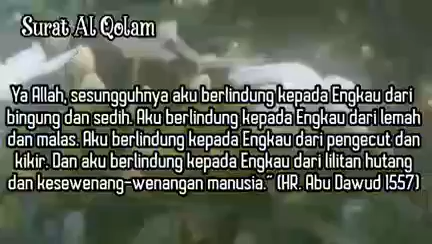 Surat Al Qolam
Ya Allah, sesungguhnya aku berlindung kepada Engkau dari
bingung dan sedih. Aku berlindung kepada Engkau dari lemah
dan malas. Aku berlindung kepada Engkau dari pengecut dan
kikir. Dan aku berlindung kepada Engkau dari lilitan hutang
dan kesewenang-wenangan manusia.” (HR. Abu Dawud 1557)